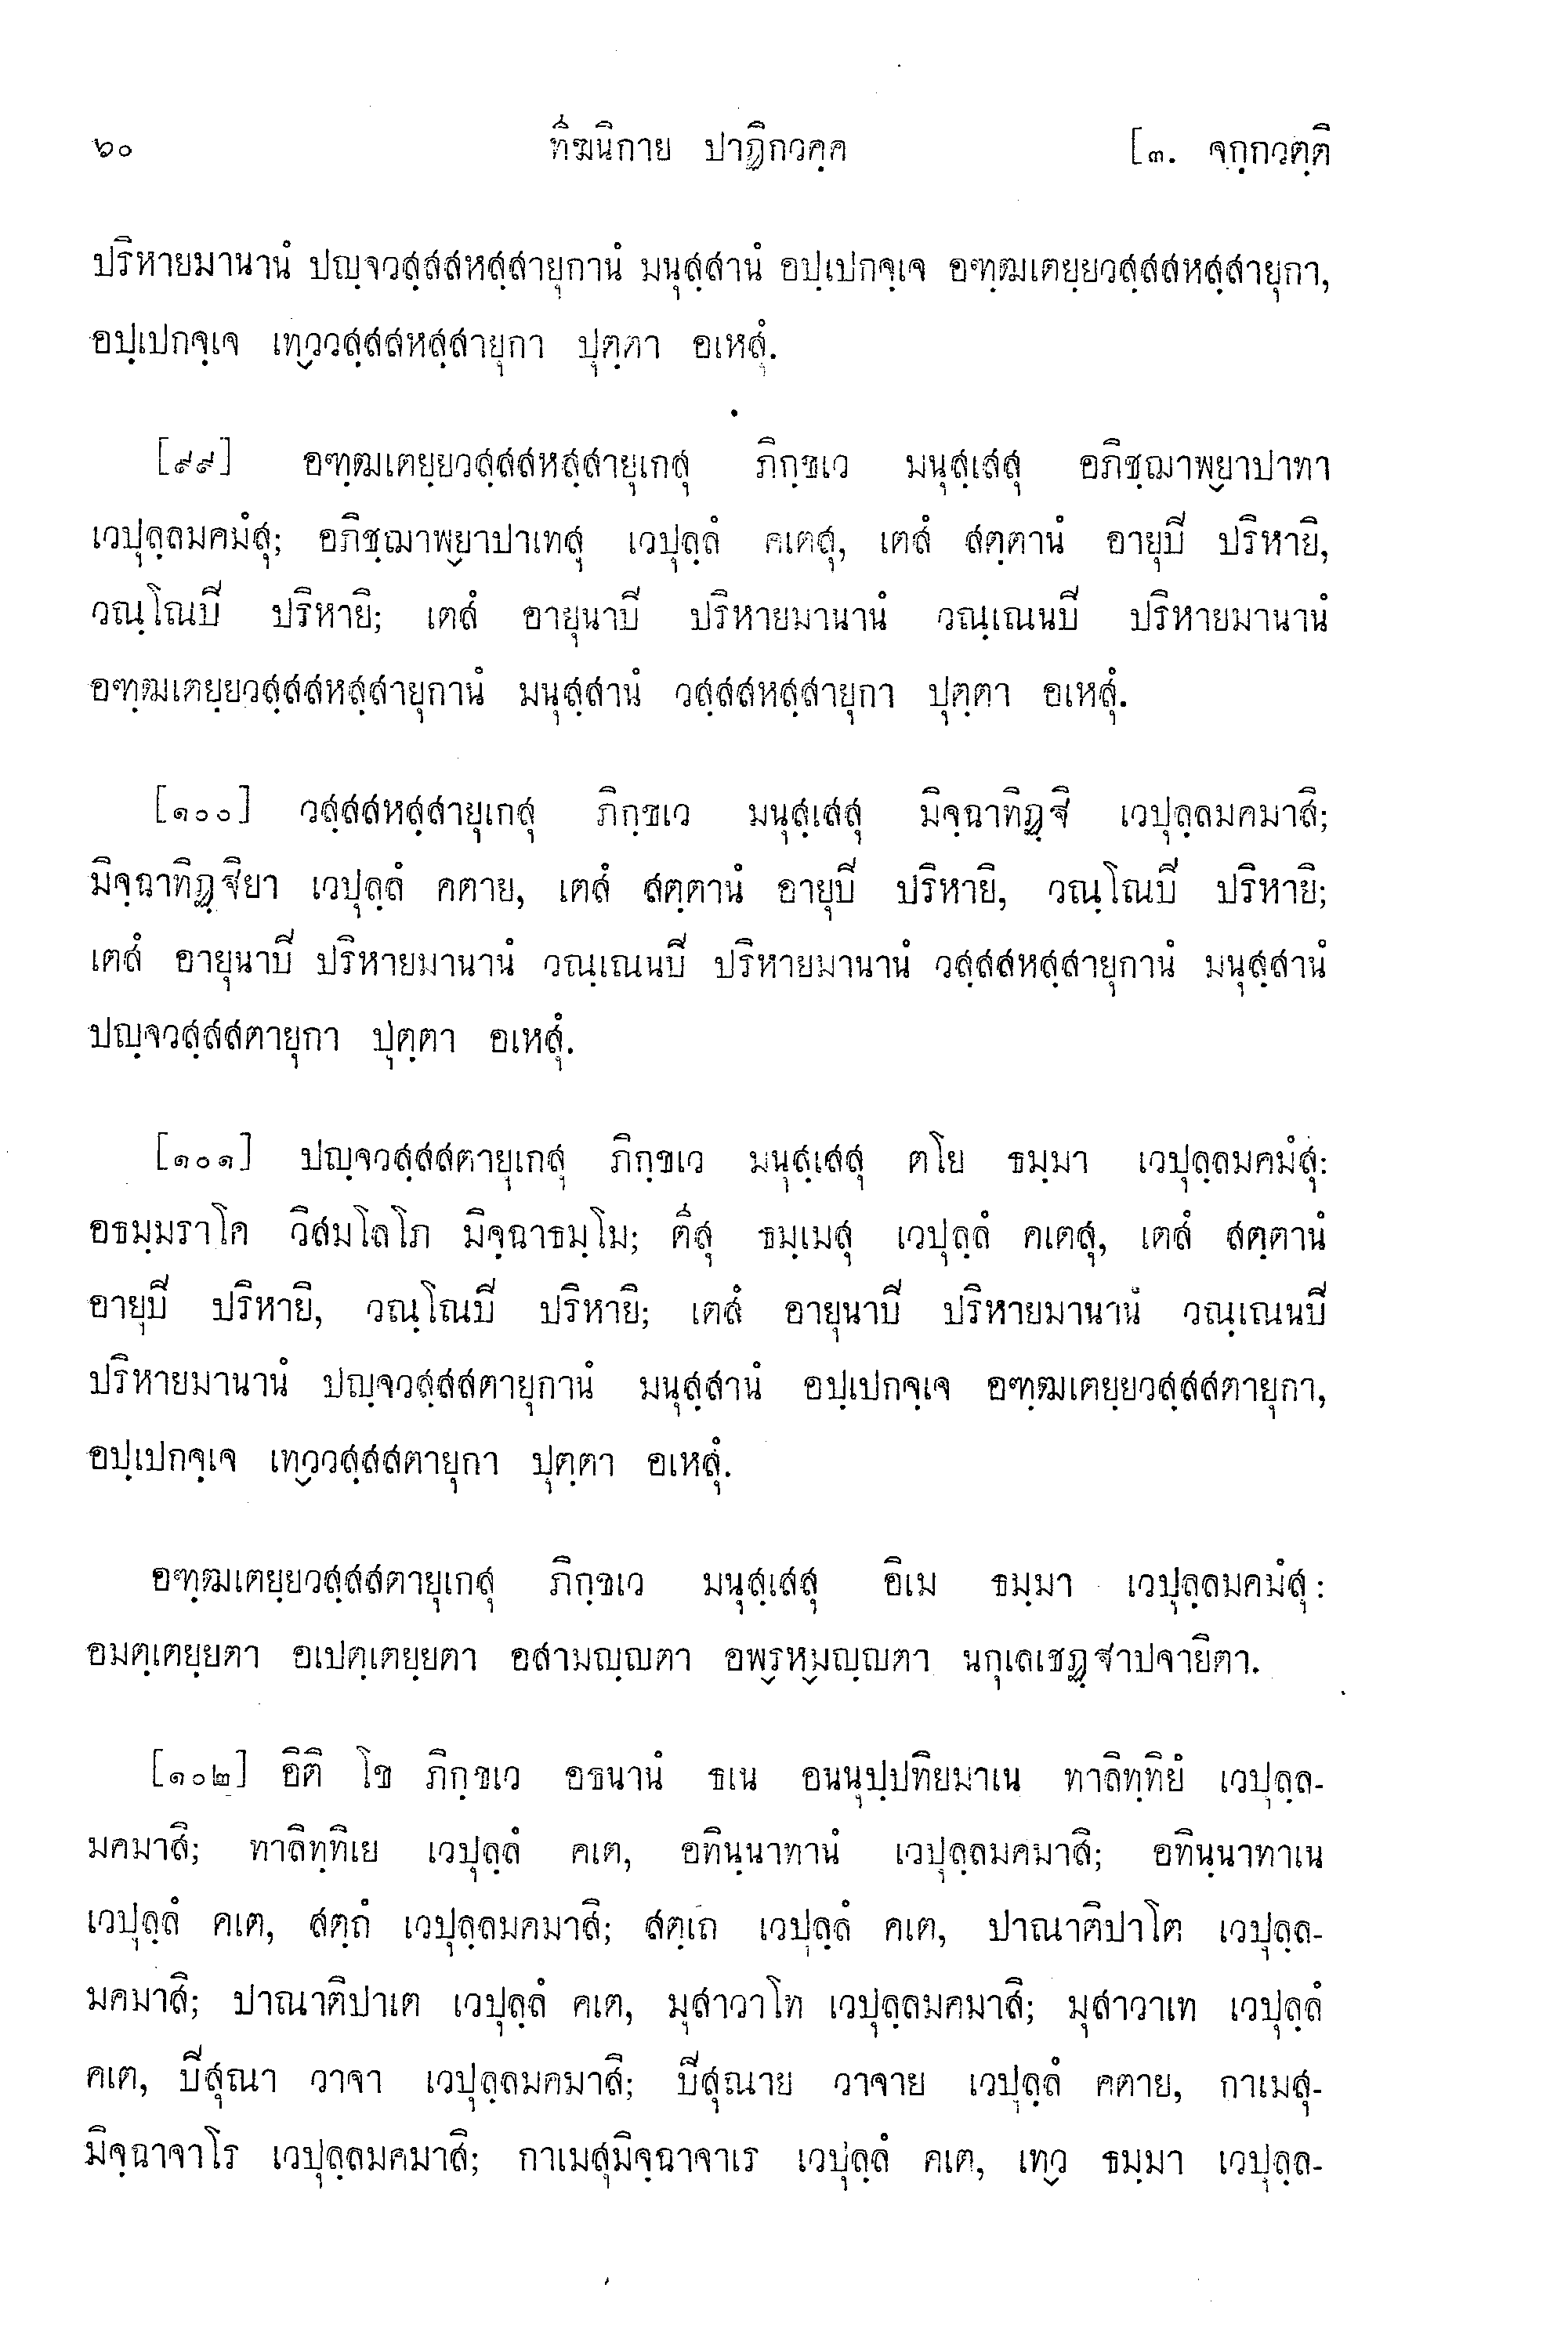 ๖๐ ทีฆนิกาย ปาฏิกวคฺค [๓. จกฺกวตฺติ
ปริหายมานานํ ปญฺจวสฺสสหสฺสายุกานํ มนุสฺสานํ อปฺเปกจฺเจ อฑฺฒเตยฺยวสฺสสหสฺสายุกา,
อปฺเปกจฺเจ เทฺววสฺสสหสฺสายุกา ปุตฺตา อเหสุํ.
[๙๙] อฑฺฒเตยฺยวสฺสสหสฺสายุเกสุ ภิกฺขเว มนุสฺเสสุ อภิชฺฌาพฺยาปาทา
เวปุลฺลมคมํสุ; อภิชฺฌาพฺยาปาเทสุ เวปุลฺลํ คเตสุ, เตสํ สตฺตานํ อายุปิ ปริหายิ,
วณฺโณปิ ปริหายิ; เตสํ อายุนาปิ ปริหายมานานํ วณฺเณนปิ ปริหายมานานํ
อฑฺฒเตยฺยวสฺสสหสฺสายุกานํ มนุสฺสานํ วสฺสสหสฺสายุกา ปุตฺตา อเหสุํ.
[๑๐๐] วสฺสสหสฺสายุเกสุ ภิกฺขเว มนุสฺเสสุ มิจฺฉาทิฏฺฐิ เวปุลฺลมคมาสิ;
มิจฺฉาทิฏฺฐิยา เวปุลฺลํ คตาย, เตสํ สตฺตานํ อายุปิ ปริหายิ, วณฺโณปิ ปริหายิ;
เตสํ อายุนาปิ ปริหายมานานํ วณฺเณนปิ ปริหายมานานํ วสฺสสหสฺสายุกานํ มนุสฺสานํ
ปญฺจวสฺสสตายุกา ปุตฺตา อเหสุํ.
[๑๐๑] ปญฺจวสฺสสตายุเกสุ ภิกฺขเว มนุสฺเสสุ ตโย ธมฺมา เวปุลฺลมคมํสุ:
อธมฺมราโค วิสมโลโภ มิจฺฉาธมฺโม; ตีสุ ธมฺเมสุ เวปุลฺลํ คเตสุ, เตสํ สตฺตานํ
อายุปิ ปริหายิ, วณฺโณปิ ปริหายิ; เตสํ อายุนาปิ ปริหายมานานํ วณฺเณนปิ
ปริหายมานานํ ปญฺจวสฺสสตายุกานํ มนุสฺสานํ อปฺเปกจฺเจ อฑฺฒเตยฺยวสฺสสตายุกา,
อปฺเปกจฺเจ เทฺววสฺสสตายุกา ปุตฺตา อเหสุํ.
อฑฺฒเตยฺยวสฺสสตายุเกสุ ภิกฺขเว มนุสฺเสสุ อิเม ธมฺมา เวปุลฺลมคมํสุ:
อมตฺเตยฺยตา อเปตฺเตยฺยตา อสามญฺญตา อพฺรหฺมญฺญตา นกุเลเชฏฺฐาปจายิตา.
[๑๐๒] อิติ โข ภิกฺขเว อธนานํ ธเน อนนุปฺปทิยมาเน ทาลิทฺทิยํ เวปุลฺล-
มคมาสิ; ทาลิทฺทิเย เวปุลฺลํ คเต, อทินฺนาทานํ เวปุลฺลมคมาสิ; อทินฺนาทาเน
เวปุลฺลํ คเต, สตฺถํ เวปุลฺลมคมาสิ; สตฺเถ เวปุลฺลํ คเต, ปาณาติปาโต เวปุลฺล-
มคมาสิ; ปาณาติปาเต เวปุลฺลํ คเต, มุสาวาโท เวปุลฺลมคมาสิ; มุสาวาเท เวปุลฺลํ
คเต, ปิสุณา วาจา เวปุลฺลมคมาสิ; ปิสุณาย วาจาย เวปุลฺลํ คตาย, กาเมสุ-
มิจฺฉาจาโร เวปุลฺลมคมาสิ; กาเมสุมิจฺฉาจาเร เวปุลฺลํ คเต, เทฺว ธมฺมา เวปุลฺล-